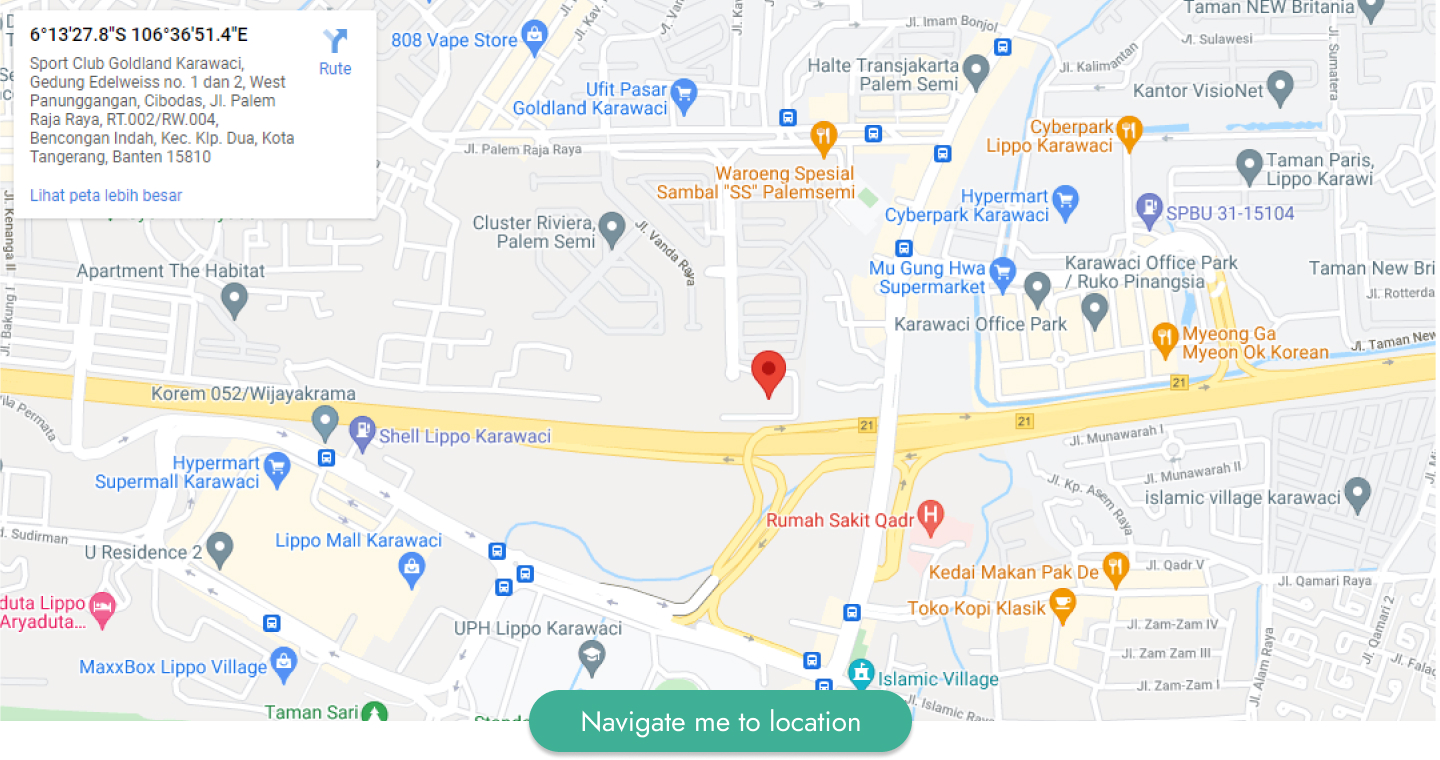 6°13'27.8"S 106°36'51.4"E
Sport Club Goldland Karawaci,
Gedung Edelweiss no. 1 dan 2, West
Panunggangan, Cibodas, Jl. Palem
Raja Raya, RT.002/RW.004,
Bencongan Indah, Kec. Klp. Dua, Kota
Tangerang, Banten 15810
Rute
Lihat peta lebih besar
808 Vape Store
Jl. Imam Bonjol
Taman NEW Britania
Jl. Sulawesi
Jl. Kalimantan
Jl. Sumatera
Halte Transjakarta
Palem Semi
Kantor VisioNet
Ufit Pasar
Goldland Karawaci
Cyberpark
Lippo Karawaci
Jl. Palem Raja Raya
Taman Paris,
Lippo Karawi
Waroeng Spesial
Sambal "SS" Palemsemi
Hypermart
Cyberpark Karawaci
SPBU 31-15104
Jl. Kenanga II
Cluster Riviera,
Palem Semi
Jl. Vanda Raya
Apartment The Habitat
Mu Gung Hwa
Supermarket
Karawaci Office Park
/ Ruko Pinangsia
Taman New Bri
Jl. Rotterda
Jl. Bakung I
Karawaci Office Park
Myeong Ga
Myeon Ok Korean
Jl. Taman New
21
21
21
Korem 052/Wijayakrama
ila Permata
Shell Lippo Karawaci
Hypermart
Supermall Karawaci
Jl. Munawarah I
Jl. Munawarah II
Jl. Kp. Asem Raya
islamic village karawaci
Rumah Sakit Qadr
d. Sudirman
U Residence 2
Lippo Mall Karawaci
Kedai Makan Pak De
Jl. Qadr V
Jl. Qamari Raya
Jl. Qamari 2
duta Lippo
Aryaduta...
Toko Kopi Klasik
UPH Lippo Karawaci
Jl. Zam-Zam IV
Jl. Zam Zam III
Jl. Zam-Zam I
Jl. Alam Raya
Jl. Falaq
MaxxBox Lippo Village
Islamic Village
Jl. Islamic Raya
Taman Sari
Navigate me to location